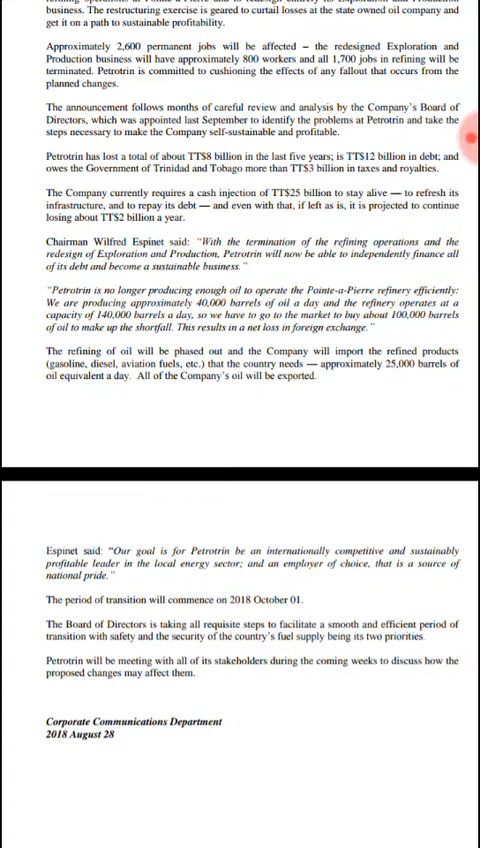 business. The restructuring exercise is geared to curtail losses at the state owned oil company and
get it on a path to sustainable profitability.
Approximately 2,600 permanent jobs will be affected – the redesigned Exploration and
Production business will have approximately 800 workers and all 1,700 jobs in refining will be
terminated. Petrotrin is committed to cushioning the effects of any fallout that occurs from the
planned changes.
The announcement follows months of careful review and analysis by the Company's Board of
Directors, which was appointed last September to identify the problems at Petrotrin and take the
steps necessary to make the Company self-sustainable and profitable.
Petrotrin has lost a total of about TT$8 billion in the last five years; is TT$12 billion in debt; and
owes the Government of Trinidad and Tobago more than TT$3 billion in taxes and royalties.
The Company currently requires a cash injection of TT$25 billion to stay alive — to refresh its
infrastructure, and to repay its debt — and even with that, if left as is, it is projected to continue
losing about TT$2 billion a year.
Chairman Wilfred Espinet said: "With the termination of the refining operations and the
redesign of Exploration and Production, Petrotrin will now be able to independently finance all
of its debt and become a sustainable business."
"Petrotrin is no longer producing enough oil to operate the Pointe-a-Pierre refinery efficiently:
We are producing approximately 40,000 barrels of oil a day and the refinery operates at a
capacity of 140,000 barrels a day, so we have to go to the market to buy about 100,000 barrels
of oil to make up the shortfall. This results in a net loss in foreign exchange."
The refining of oil will be phased out and the Company will import the refined products
(gasoline, diesel, aviation fuels, etc.) that the country needs — approximately 25,000 barrels of
oil equivalent a day. All of the Company's oil will be exported.
Espinet said: "Our goal is for Petrotrin be an internationally competitive and sustainably
profitable leader in the local energy sector; and an employer of choice, that is a source of
national pride."
The period of transition will commence on 2018 October 01.
The Board of Directors is taking all requisite steps to facilitate a smooth and efficient period of
transition with safety and the security of the country's fuel supply being its two priorities.
Petrotrin will be meeting with all of its stakeholders during the coming weeks to discuss how the
proposed changes may affect them.
Corporate Communications Department
2018 August 28